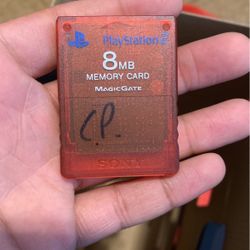 PlayStation 2
8MB
MEMORY CARD
MAGICGATE
C.P.
SONY